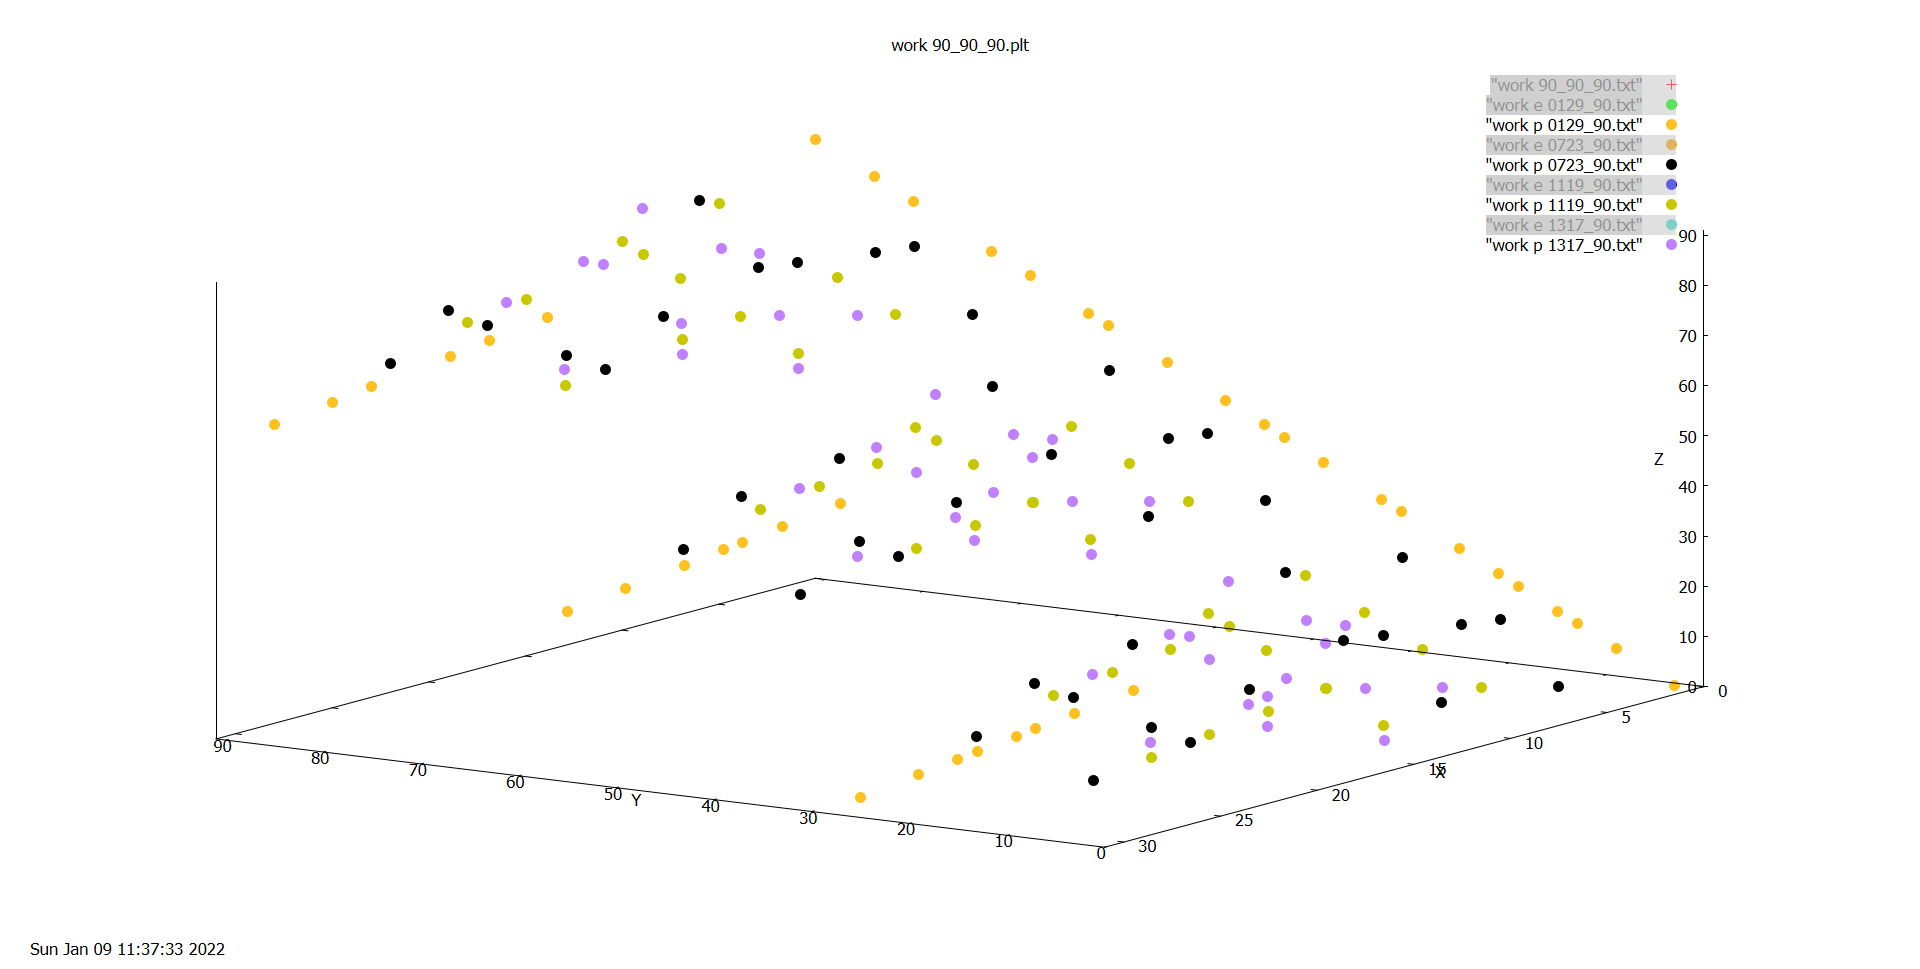 work 90_90_90.plt
"work 90_90_90.txt"
"work e 0129_90.txt"
"work p 0129_90.txt"
"work e 0723_90.txt"
"work p 0723_90.txt"
"work e 1119_90.txt"
"work p 1119_90.txt"
"work e 1317_90.txt"
"work p 1317_90.txt"
90
80
70
60
50
Z
40
30
20
10
0
0
5
10
15
X
20
25
30
90
80
70
60
50
Y
40
30
20
10
0
Sun Jan 09 11:37:33 2022